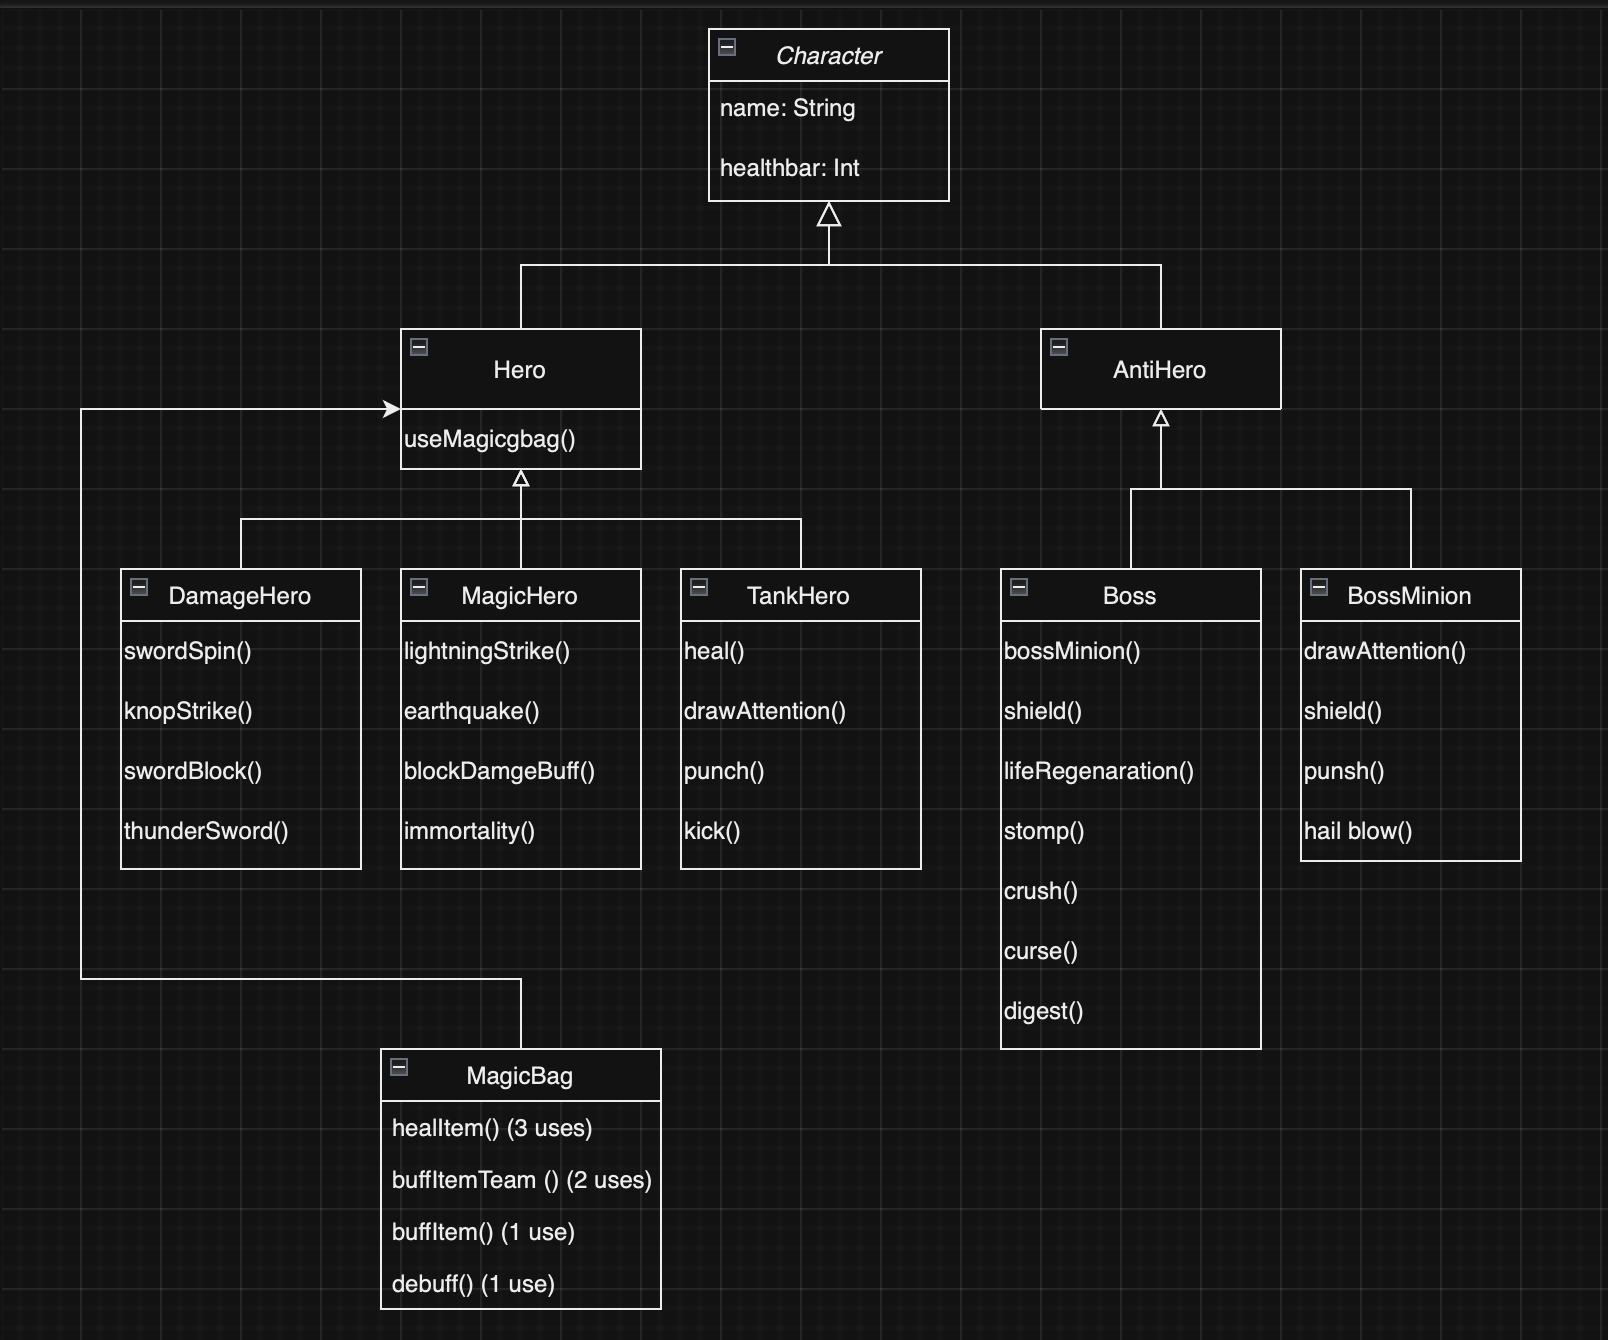 Character
name: String
healthbar: Int
Hero
useMagicgbag()
AntiHero
DamageHero
swordSpin()
knopStrike()
swordBlock()
thunderSword()
MagicHero
lightningStrike()
earthquake()
blockDamgeBuff()
immortality()
TankHero
heal()
drawAttention()
punch()
kick()
Boss
bossMinion()
shield()
lifeRegenaration()
stomp()
crush()
curse()
digest()
BossMinion
drawAttention()
shield()
punsh()
hail blow()
MagicBag
healItem() (3 uses)
buffItemTeam () (2 uses)
buffItem() (1 use)
debuff() (1 use)